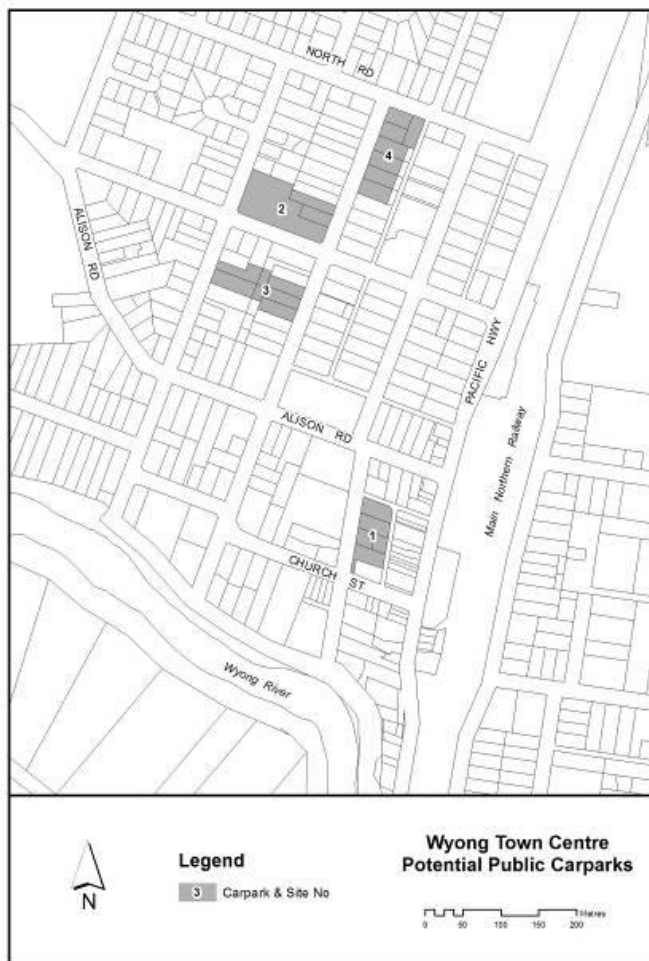 NORTH RD
4
2
ALISON RD
3
PACIFIC HWY
ALISON RD
Main Northern Railway
1
CHURCH ST
Wyong River
N
Legend
3 Carpark & Site No
Wyong Town Centre
Potential Public Carparks
Metres
0 50 100 150 200